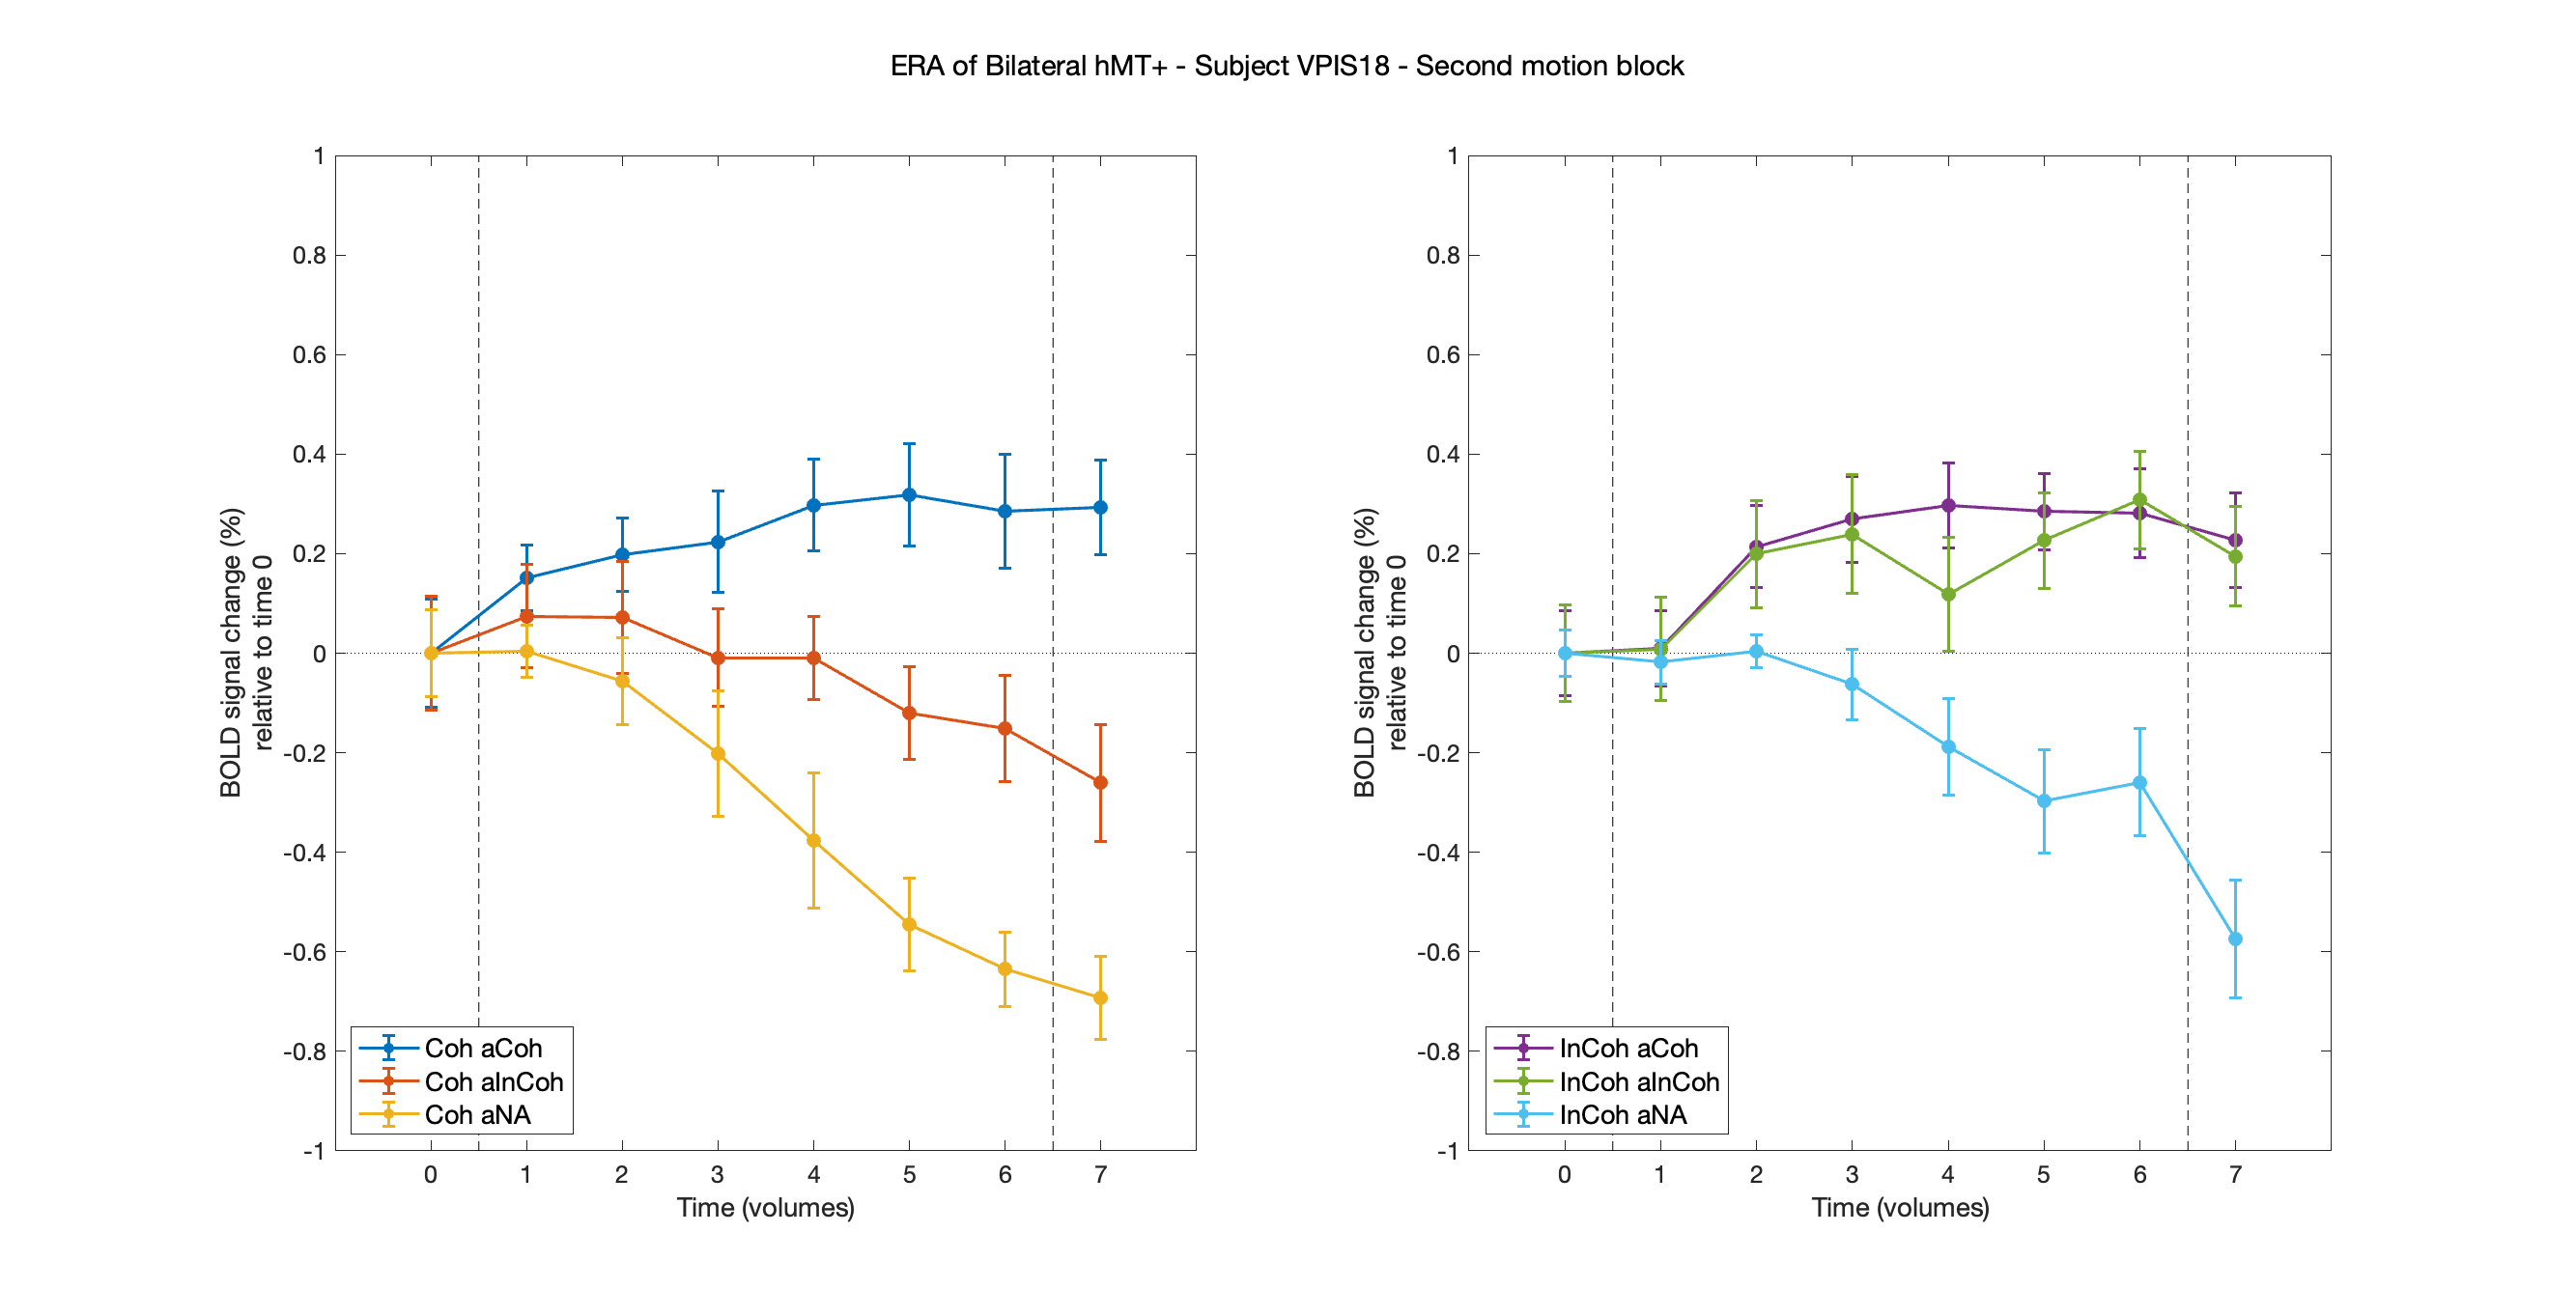 ERA of Bilateral hMT+ - Subject VPIS18 - Second motion block
BOLD signal change (%)
relative to time 0
1
0.8
0.6
0.4
0.2
0
-0.2
-0.4
-0.6
-0.8
-1
Coh aCoh
Coh aInCoh
Coh aNA
0 1 2 3 4 5 6 7
Time (volumes)
BOLD signal change (%)
relative to time 0
1
0.8
0.6
0.4
0.2
0
-0.2
-0.4
-0.6
-0.8
-1
InCoh aCoh
InCoh aInCoh
InCoh aNA
0 1 2 3 4 5 6 7
Time (volumes)